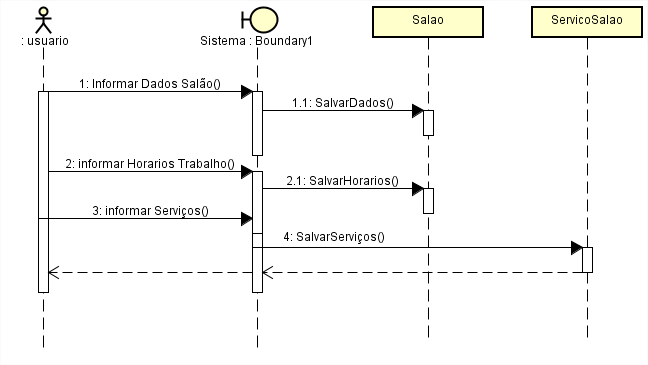 Salao
ServicoSalao
: usuario
Sistema : Boundary1
1: Informar Dados Salão()
1.1: SalvarDados()
2: informar Horarios Trabalho()
2.1: SalvarHorarios()
3: informar Serviços()
4: SalvarServiços()